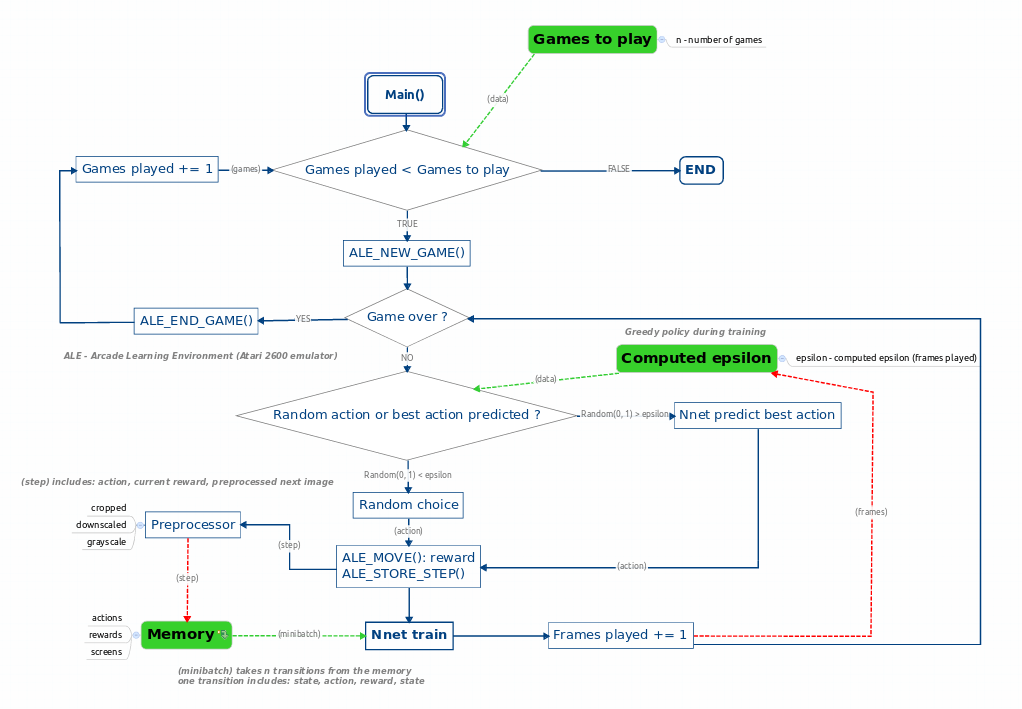 Games to play
n - number of games
Main()
(data)
Games played += 1
(games)
Games played < Games to play
FALSE
END
TRUE
ALE_NEW_GAME()
ALE_END_GAME()
YES
Game over ?
Greedy policy during training
ALE - Arcade Learning Environment (Atari 2600 emulator)
NO
Computed epsilon
epsilon - computed epsilon (frames played)
(data)
Random action or best action predicted ?
Random(0, 1) > epsilon
Nnet predict best action
Random(0, 1) < epsilon
(step) includes: action, current reward, preprocessed next image
Random choice
cropped
downscaled
grayscale
Preprocessor
(frames)
(action)
(step)
ALE_MOVE(): reward
ALE_STORE_STEP()
(action)
(step)
actions
rewards
screens
Memory
(minibatch)
Nnet train
Frames played += 1
(minibatch) takes n transitions from the memory
one transition includes: state, action, reward, state